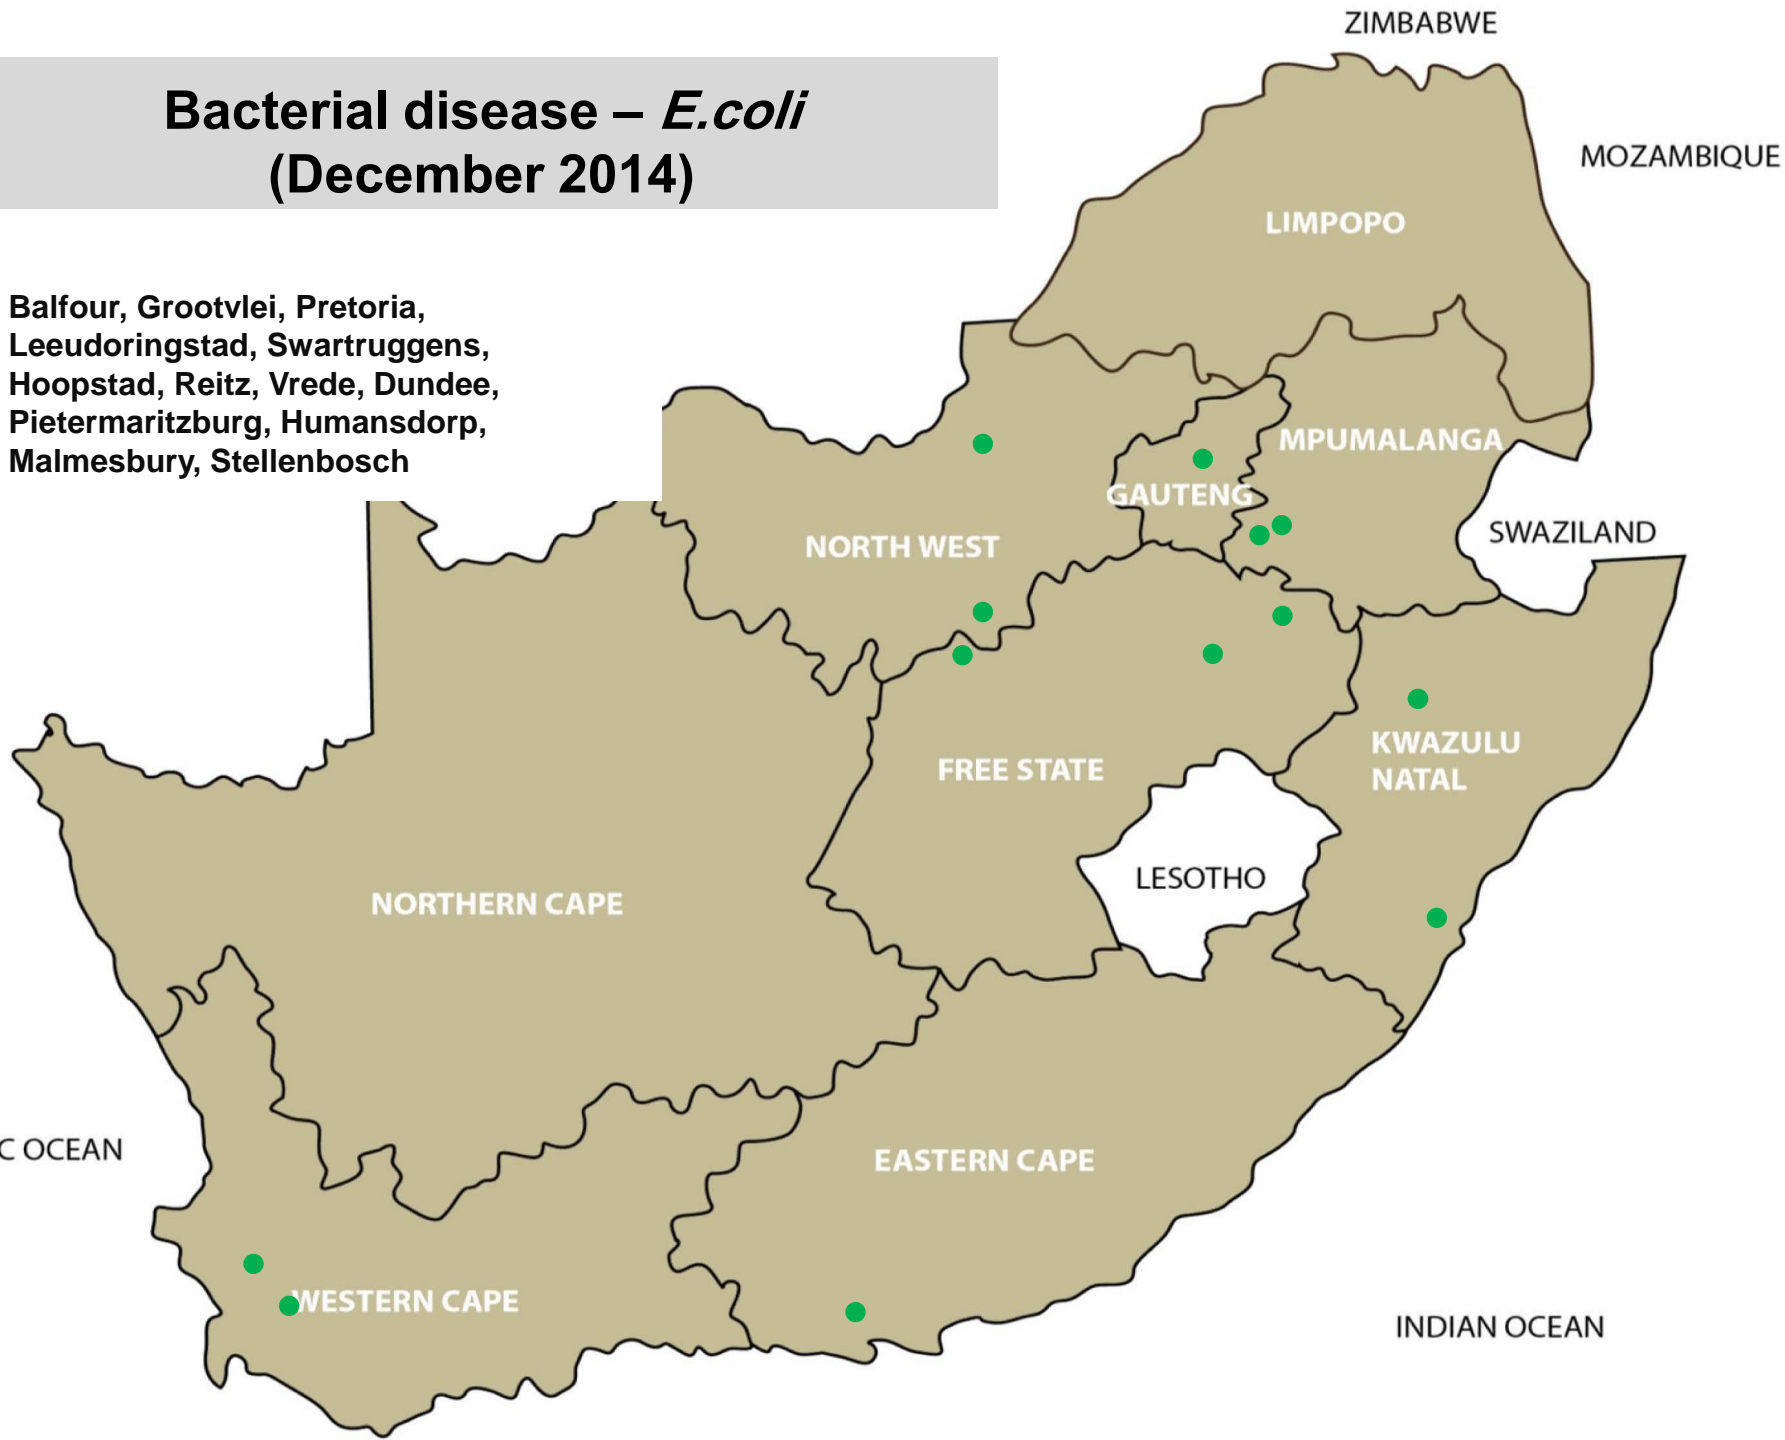 ZIMBABWE
Bacterial disease – E.coli
(December 2014)
MOZAMBIQUE
LIMPOPO
Balfour, Grootvlei, Pretoria,
Leeudoringstad, Swartruggens,
Hoopstad, Reitz, Vrede, Dundee,
Pietermaritzburg, Humansdorp,
Malmesbury, Stellenbosch
MPUMALANGA
GAUTENG
SWAZILAND
NORTH WEST
KWAZULU
NATAL
FREE STATE
LESOTHO
NORTHERN CAPE
C OCEAN
EASTERN CAPE
WESTERN CAPE
INDIAN OCEAN